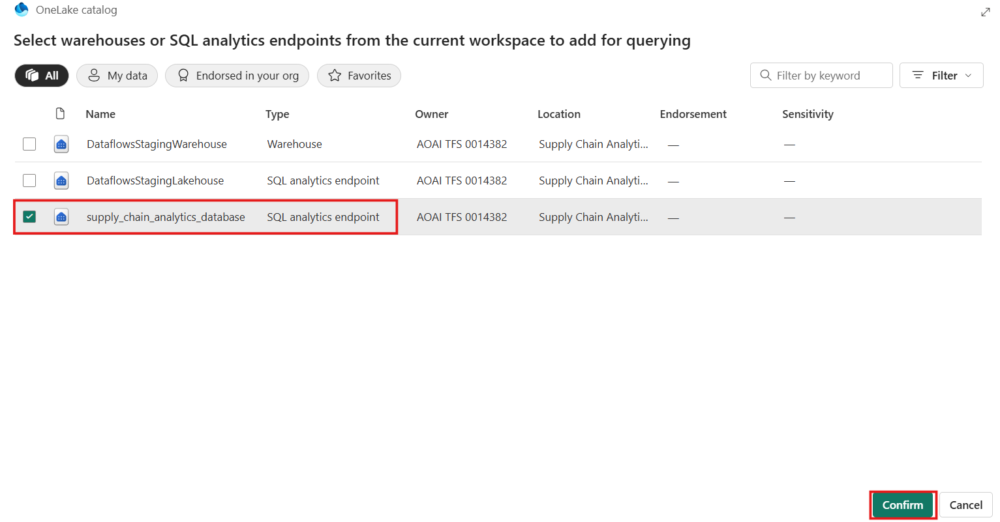 OneLake catalog
Select warehouses or SQL analytics endpoints from the current workspace to add for querying
All My data Endorsed in your org Favorites Filter by keyword Filter
Name Type Owner Location Endorsement Sensitivity
DataflowsStagingWarehouse Warehouse AOAI TFS 0014382 Supply Chain Analyti... — —
DataflowsStagingLakehouse SQL analytics endpoint AOAI TFS 0014382 Supply Chain Analyti... — —
supply_chain_analytics_database SQL analytics endpoint AOAI TFS 0014382 Supply Chain Analyti... — —
Confirm Cancel